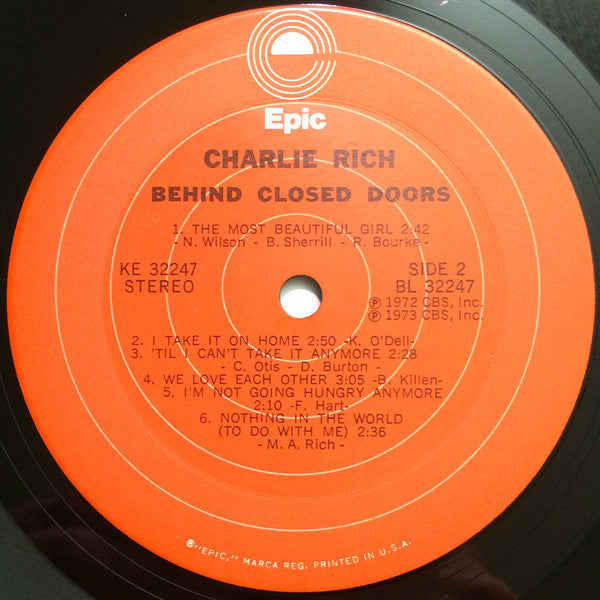 Epic
CHARLIE RICH
BEHIND CLOSED DOORS
1. THE MOST BEAUTIFUL GIRL 2:42
- N. Wilson - B. Sherrill - R. Bourke -
KE 32247
STEREO
SIDE 2
BL 32247
℗ 1972 CBS, Inc.
℗ 1973 CBS, Inc.
2. I TAKE IT ON HOME 2:50 -K. O'Dell-
3. 'TIL I CAN'T TAKE IT ANYMORE 2:28
- C. Otis - D. Burton -
4. WE LOVE EACH OTHER 3:05 -B. Killen-
5. I'M NOT GOING HUNGRY ANYMORE
2:10 -F. Hart-
6. NOTHING IN THE WORLD
(TO DO WITH ME) 2:36
- M. A. Rich -
®"EPIC," MARCA REG. PRINTED IN U.S.A.